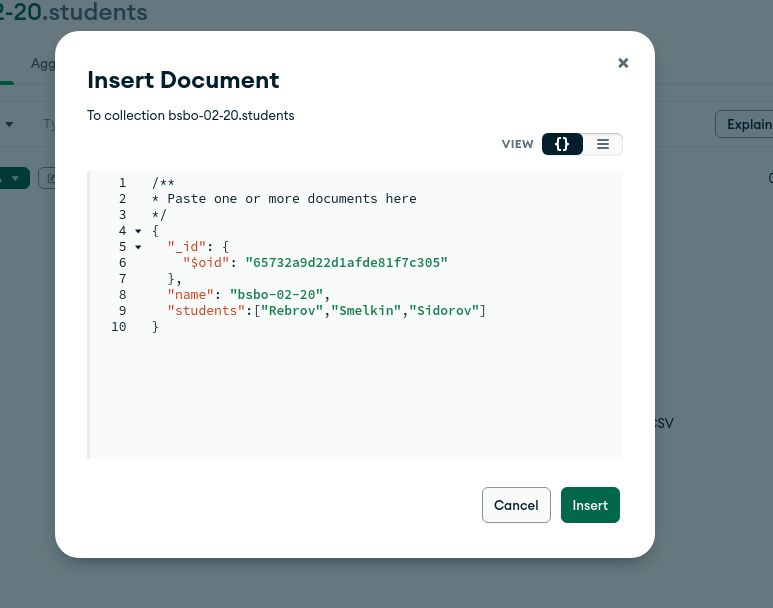 2-20.students
Agg
Ty
Explain
Insert Document
To collection bsbo-02-20.students
VIEW {}
1 /**
2 * Paste one or more documents here
3 */
4 {
5 "_id": {
6 "$oid": "65732a9d22d1afde81f7c305"
7 },
8 "name": "bsbo-02-20",
9 "students":["Rebrov","Smelkin","Sidorov"]
10 }
CSV
Cancel Insert